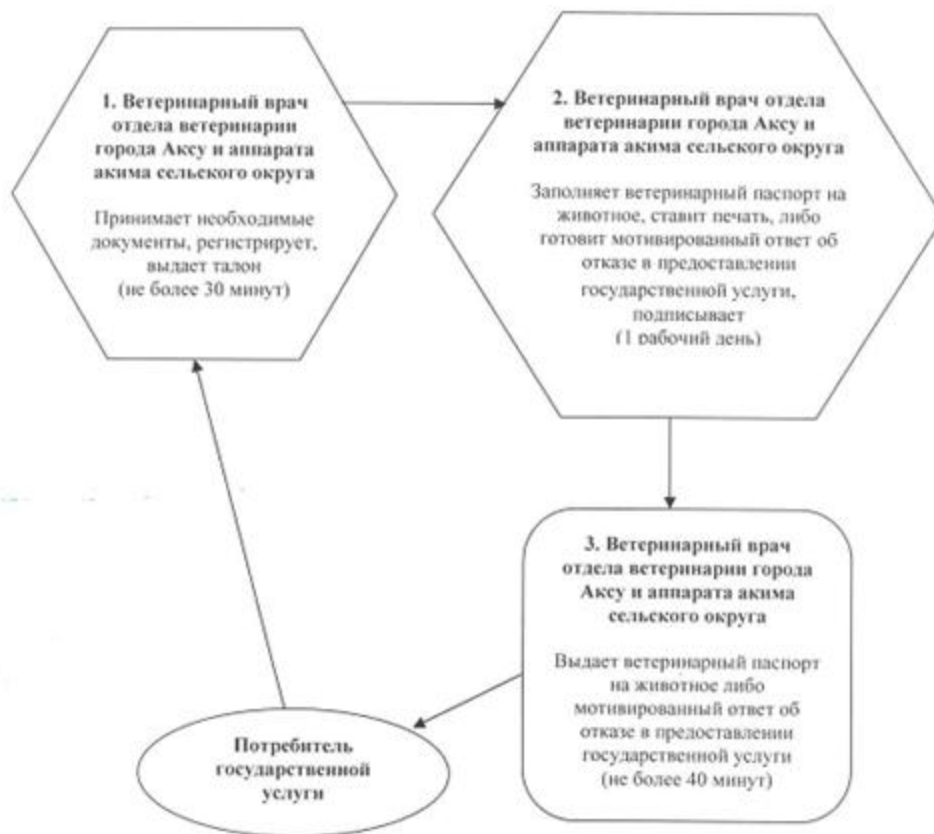 1. Ветеринарный врач
отдела ветеринарии
города Аксу и аппарата
акима сельского округа
Принимает необходимые
документы, регистрирует,
выдает талон
(не более 30 минут)
2. Ветеринарный врач отдела
ветеринарии города Аксу и
аппарата акима сельского округа
Заполняет ветеринарный паспорт на
животное, ставит печать, либо
готовит мотивированный ответ об
отказе в предоставлении
государственной услуги,
подписывает
(1 рабочий день)
3. Ветеринарный врач
отдела ветеринарии города
Аксу и аппарата акима
сельского округа
Выдает ветеринарный паспорт
на животное либо
мотивированный ответ об
отказе в предоставлении
государственной услуги
(не более 40 минут)
Потребитель
государственной
услуги